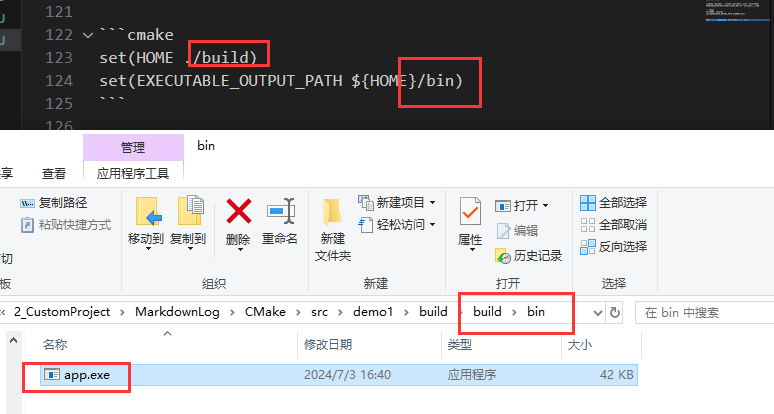 121
122 ```cmake
123 set(HOME ./build)
124 set(EXECUTABLE_OUTPUT_PATH ${HOME}/bin)
125 ```
126
管理 bin
享 查看 应用程序工具
复制路径
粘贴快捷方式
切
板
移动到 复制到 删除 重命名
组织
新建
文件夹
新建项目
轻松访问
新建
属性
打开
编辑
历史记录
打开
全部选择
全部取消
反向选择
选择
« 2_CustomProject › MarkdownLog › CMake › src › demo1 › build › build › bin
在 bin 中搜索
名称 修改日期 类型 大小
app.exe 2024/7/3 16:40 应用程序 42 KB